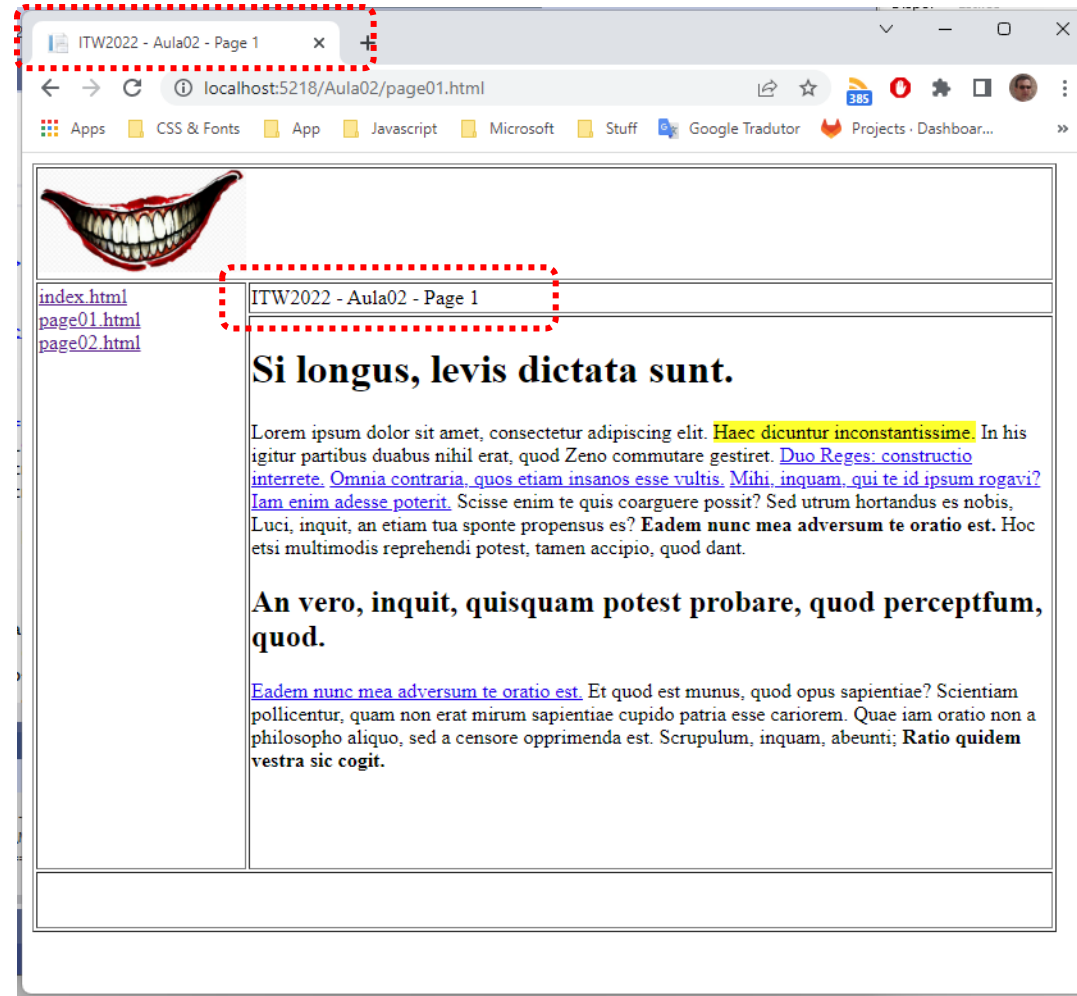 ITW2022 - Aula02 - Page 1
localhost:5218/Aula02/page01.html
385
Apps CSS & Fonts App Javascript Microsoft Stuff Google Tradutor Projects · Dashboar... »
index.html
page01.html
page02.html
ITW2022 - Aula02 - Page 1
Si longus, levis dictata sunt.
Lorem ipsum dolor sit amet, consectetur adipiscing elit. Haec dicuntur inconstantissime. In his
igitur partibus duabus nihil erat, quod Zeno commutare gestiret. Duo Reges: constructio
interrete. Omnia contraria, quos etiam insanos esse vultis. Mihi, inquam, qui te id ipsum rogavi?
Iam enim adesse poterit. Scisse enim te quis coarguere possit? Sed utrum hortandus es nobis,
Luci, inquit, an etiam tua sponte propensus es? Eadem nunc mea adversum te oratio est. Hoc
etsi multimodis reprehendi potest, tamen accipio, quod dant.
An vero, inquit, quisquam potest probare, quod perceptfum,
quod.
Eadem nunc mea adversum te oratio est. Et quod est munus, quod opus sapientiae? Scientiam
pollicentur, quam non erat mirum sapientiae cupido patria esse cariorem. Quae iam oratio non a
philosopho aliquo, sed a censore opprimenda est. Scrupulum, inquam, abeunti; Ratio quidem
vestra sic cogit.